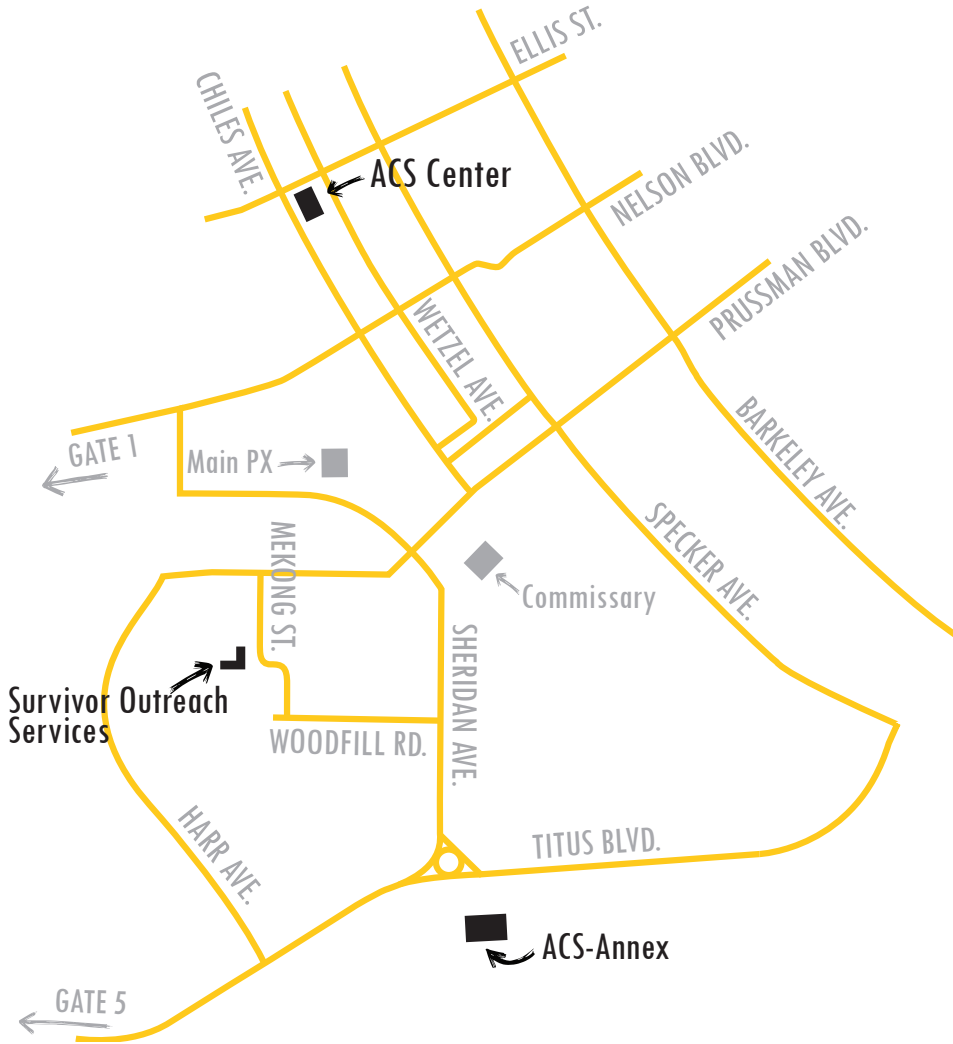 ELLIS ST.
CHILES AVE.
ACS Center
NELSON BLVD.
PRUSSMAN BLVD.
WETZEL AVE.
GATE 1
Main PX
BARKELEY AVE.
MEKONG ST.
SPECKER AVE.
Commissary
SHERIDAN AVE.
Survivor Outreach
Services
WOODFILL RD.
HARR AVE.
TITUS BLVD.
ACS-Annex
GATE 5